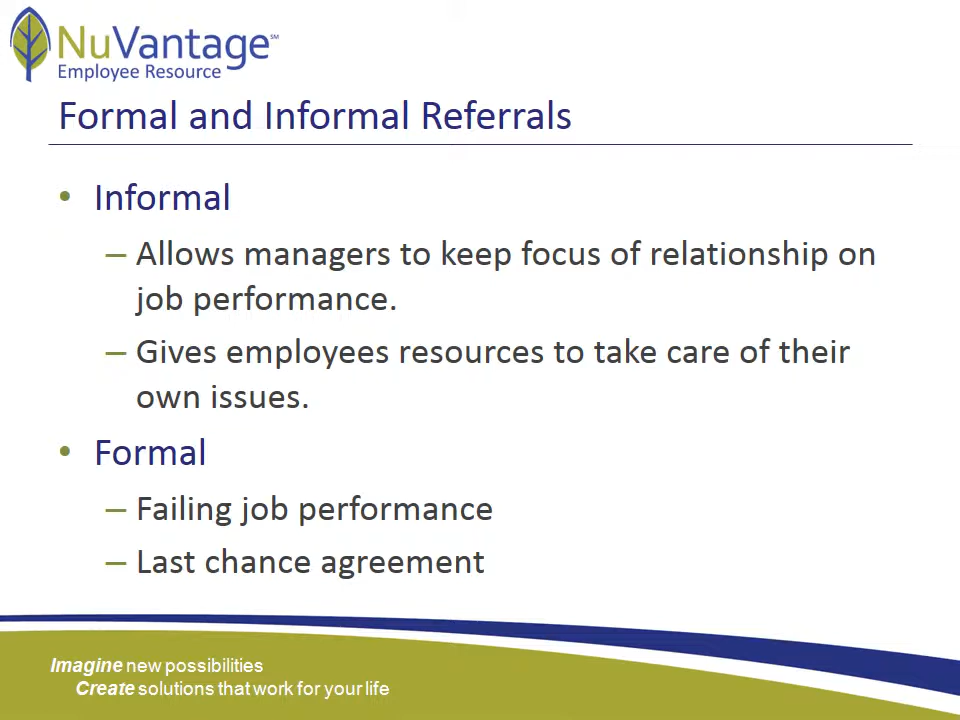 NuVantage℠
Employee Resource
Formal and Informal Referrals
• Informal
– Allows managers to keep focus of relationship on
job performance.
– Gives employees resources to take care of their
own issues.
• Formal
– Failing job performance
– Last chance agreement
Imagine new possibilities
Create solutions that work for your life